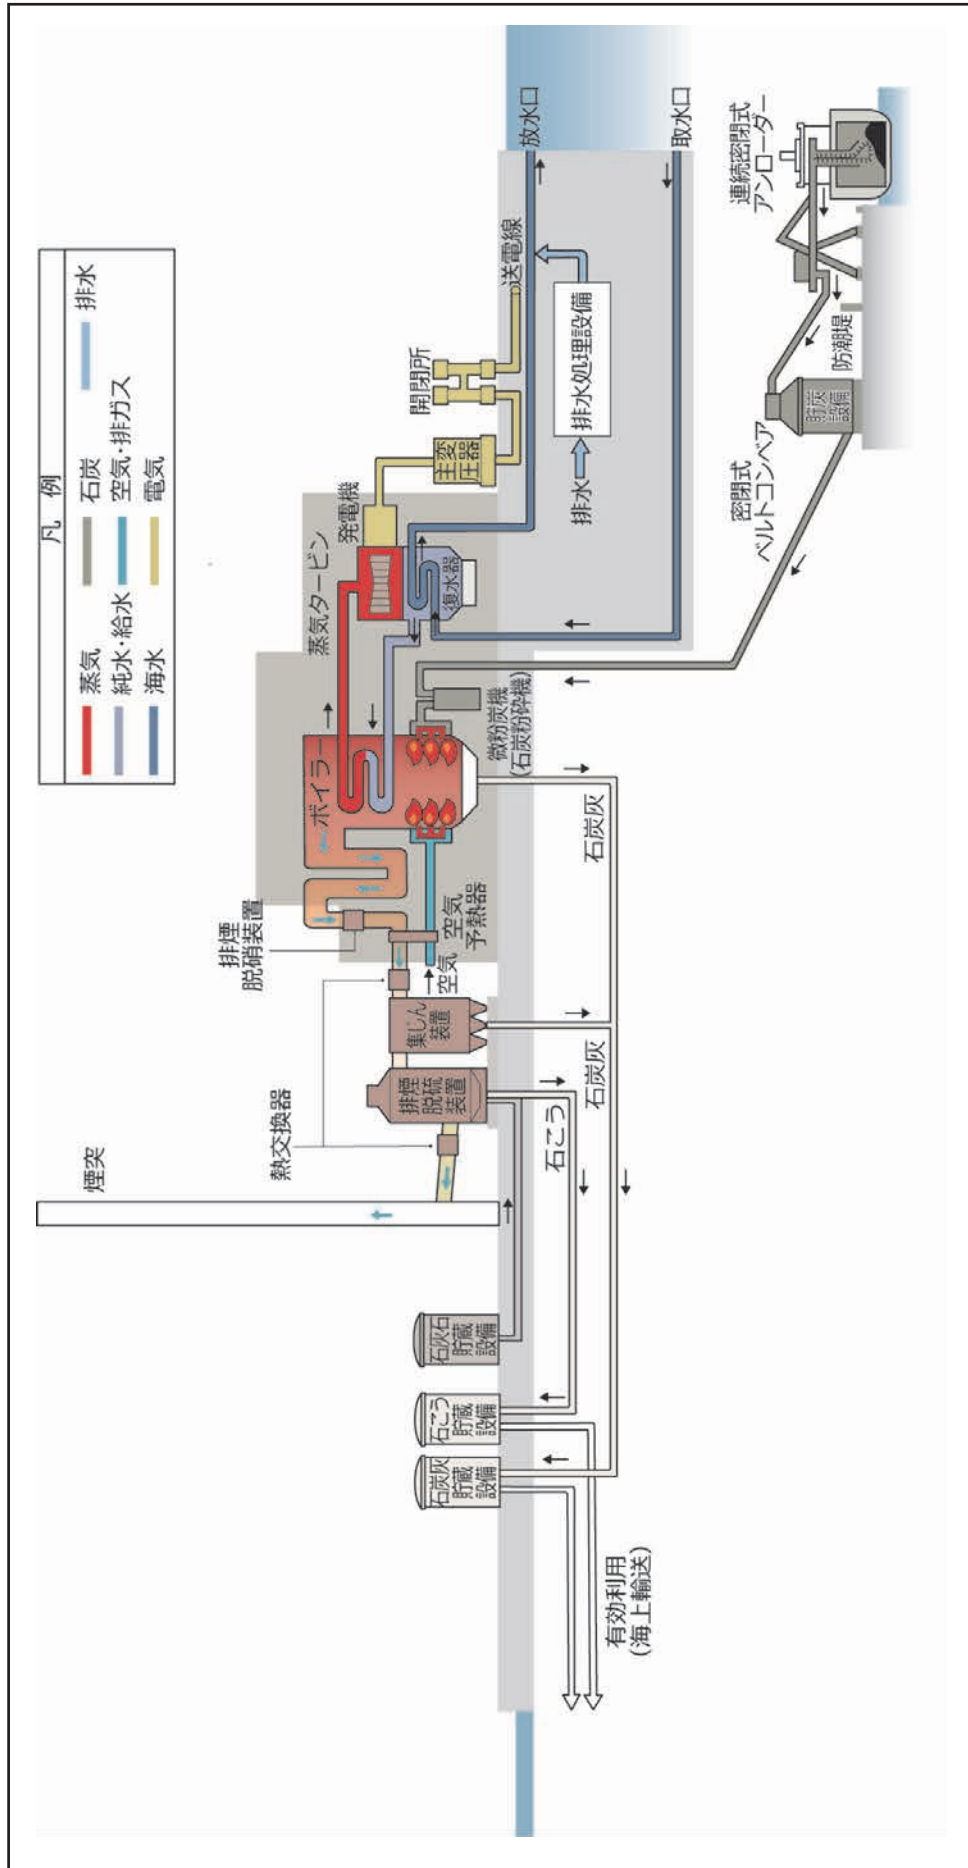 凡 例
蒸気
石炭
排水
純水・給水
空気・排ガス
海水
電気
煙突
熱交換器
排煙
脱硝装置
ボイラー
蒸気タービン
発電機
主変
圧器
開閉所
送電線
放水口
取水口
復水器
排水
排水処理設備
微粉炭機
(石炭粉砕機)
空気
予熱器
空気
集じん
装置
排煙
脱硫
装置
石灰石
貯蔵
設備
石こう
貯蔵
設備
石炭灰
貯蔵
設備
石こう
石炭灰
石炭灰
有効利用
(海上輸送)
密閉式
ベルトコンベア
貯炭
設備
防潮堤
連続密閉式
アンローダー